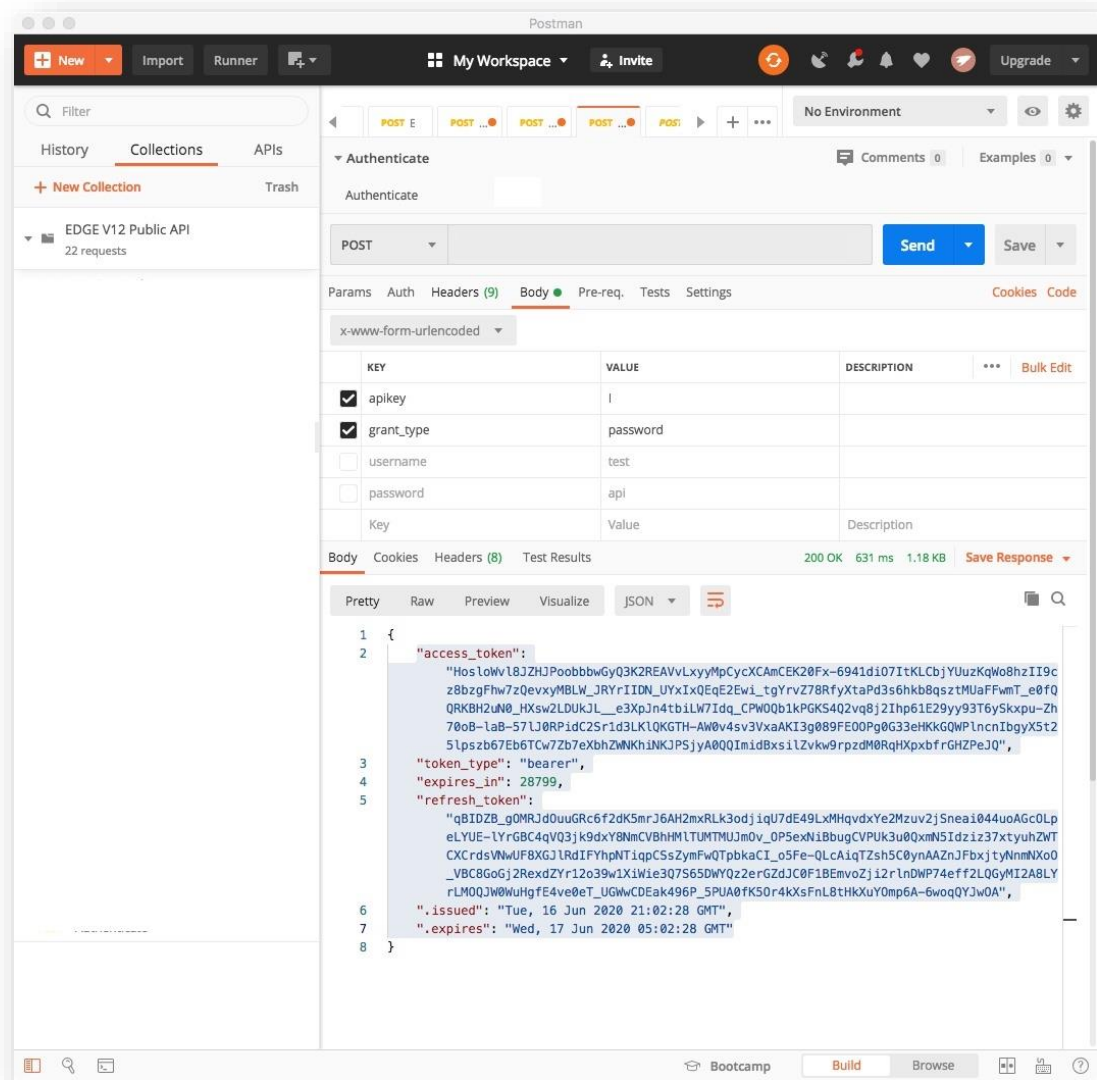 Postman
New
Import
Runner
My Workspace
Invite
Upgrade
Filter
History Collections APIs
+ New Collection Trash
EDGE V12 Public API
22 requests
POST E POST ... POST ... POST ... POST
No Environment
Authenticate
Comments 0 Examples 0
Authenticate
POST
Send
Save
Params Auth Headers (9) Body Pre-req. Tests Settings Cookies Code
x-www-form-urlencoded
KEY VALUE DESCRIPTION ••• Bulk Edit
apikey l
grant_type password
username test
password api
Key Value Description
Body Cookies Headers (8) Test Results 200 OK 631 ms 1.18 KB Save Response
Pretty Raw Preview Visualize JSON
1 {
2 "access_token":
"HosloWvl8JZHJPoobbbwGyQ3K2REAVvLxyyMpCycXCAmCEK20Fx-6941diO7ItKLCbjYUuzKqWo8hzII9c
z8bzgFhw7zQevxyMBLW_JRYrIIDN_UYxIxQEqE2Ewi_tgYrvZ78RfyXtaPd3s6hkb8qsztMUaFFwmT_e0fQ
QRKBH2uN0_HXsw2LDUkJL__e3XpJn4tbiLW7Idq_CPWOQb1kPGKS4Q2vq8j2Ihp61E29yy93T6ySkxpu-Zh
70oB-laB-57lJ0RPidC2Sr1d3LKlQKGTH-AW0v4sv3VxaAKI3g089FEOOPg0G33eHKkGQWPlncnIbgyX5t2
5lpszb67Eb6TCw7Zb7eXbhZWNKhiNKJPSjyA0QQImidBxsilZvkw9rpzdM0RqHXpxbfrGHZPeJQ",
3 "token_type": "bearer",
4 "expires_in": 28799,
5 "refresh_token":
"qBIDZB_gOMRJdOuuGRc6f2dK5mrJ6AH2mxRLk3odjiqU7dE49LxMHqvdxYe2Mzuv2jSneai044uoAGcOLp
eLYUE-lYrGBC4qVQ3jk9dxY8NmCVBhHMlTUMTMUJmOv_OP5exNiBbugCVPUk3u0QxmN5Idziz37xtyuhZWT
CXCrdsVNwUF8XGJlRdIFYhpNTiqpCSsZymFwQTpbkaCI_o5Fe-QLcAiqTZsh5C0ynAAZnJFbxjtyNnmNXoO
_VBC8GoGj2RexdZYr12o39w1XiWie3Q7S65DWYQz2erGZdJC0F1BEmvoZji2rlnDWP74eff2LQGyMI2A8LY
rLMOQJW0WuHgfE4ve0eT_UGWwCDEak496P_5PUA0fK5Or4kXsFnL8tHkXuYOmp6A-6woqQYJwOA",
6 ".issued": "Tue, 16 Jun 2020 21:02:28 GMT",
7 ".expires": "Wed, 17 Jun 2020 05:02:28 GMT"
8 }
Bootcamp Build Browse